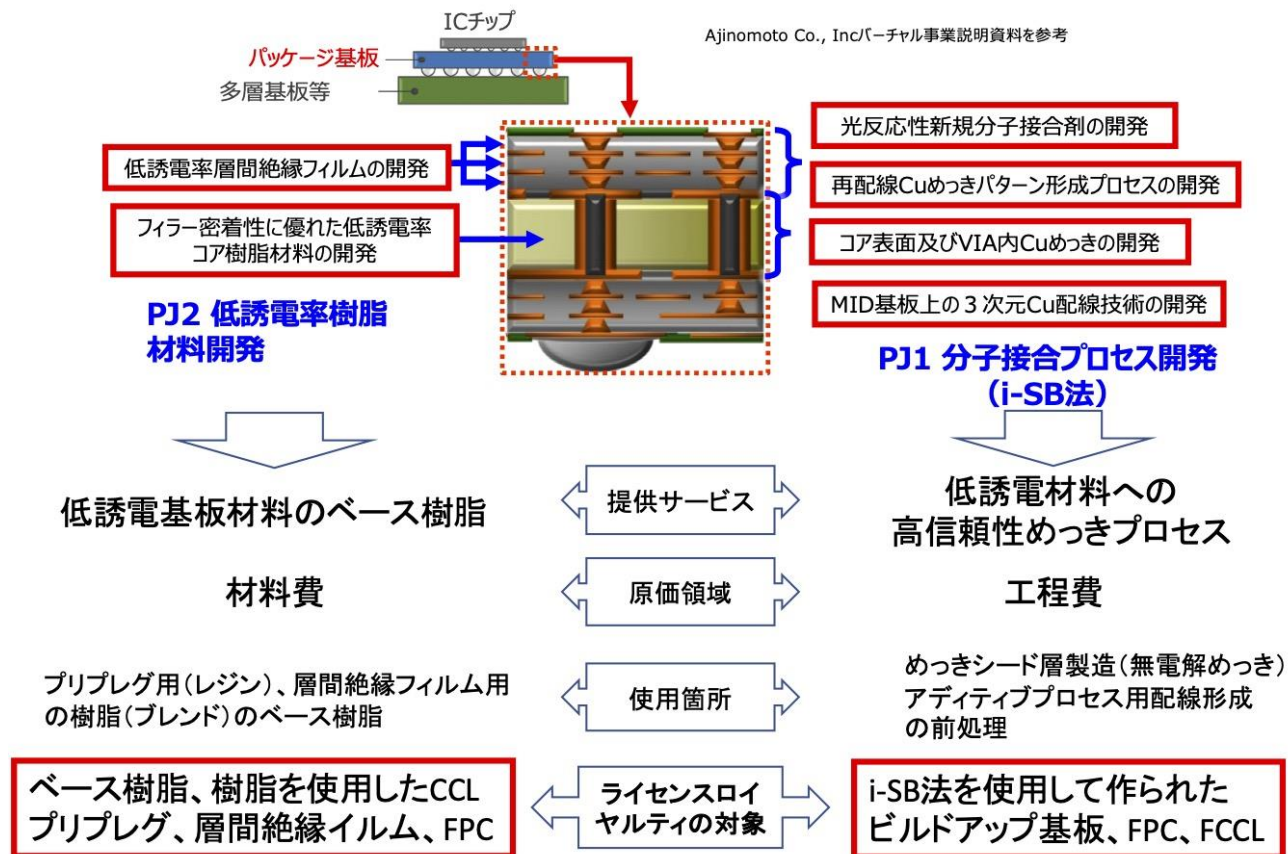 ICチップ
Ajinomoto Co., Incバーチャル事業説明資料を参考
パッケージ基板
多層基板等
低誘電率層間絶縁フィルムの開発
フィラー密着性に優れた低誘電率
コア樹脂材料の開発
PJ2 低誘電率樹脂
材料開発
光反応性新規分子接合剤の開発
再配線Cuめっきパターン形成プロセスの開発
コア表面及びVIA内Cuめっきの開発
MID基板上の３次元Cu配線技術の開発
PJ1 分子接合プロセス開発
（i-SB法）
低誘電基板材料のベース樹脂
提供サービス
低誘電材料への
高信頼性めっきプロセス
材料費
原価領域
工程費
プリプレグ用（レジン）、層間絶縁フィルム用
の樹脂（ブレンド）のベース樹脂
使用箇所
めっきシード層製造（無電解めっき）
アディティブプロセス用配線形成
の前処理
ベース樹脂、樹脂を使用したCCL
プリプレグ、層間絶縁イルム、FPC
ライセンスロイ
ヤルティの対象
i-SB法を使用して作られた
ビルドアップ基板、FPC、FCCL